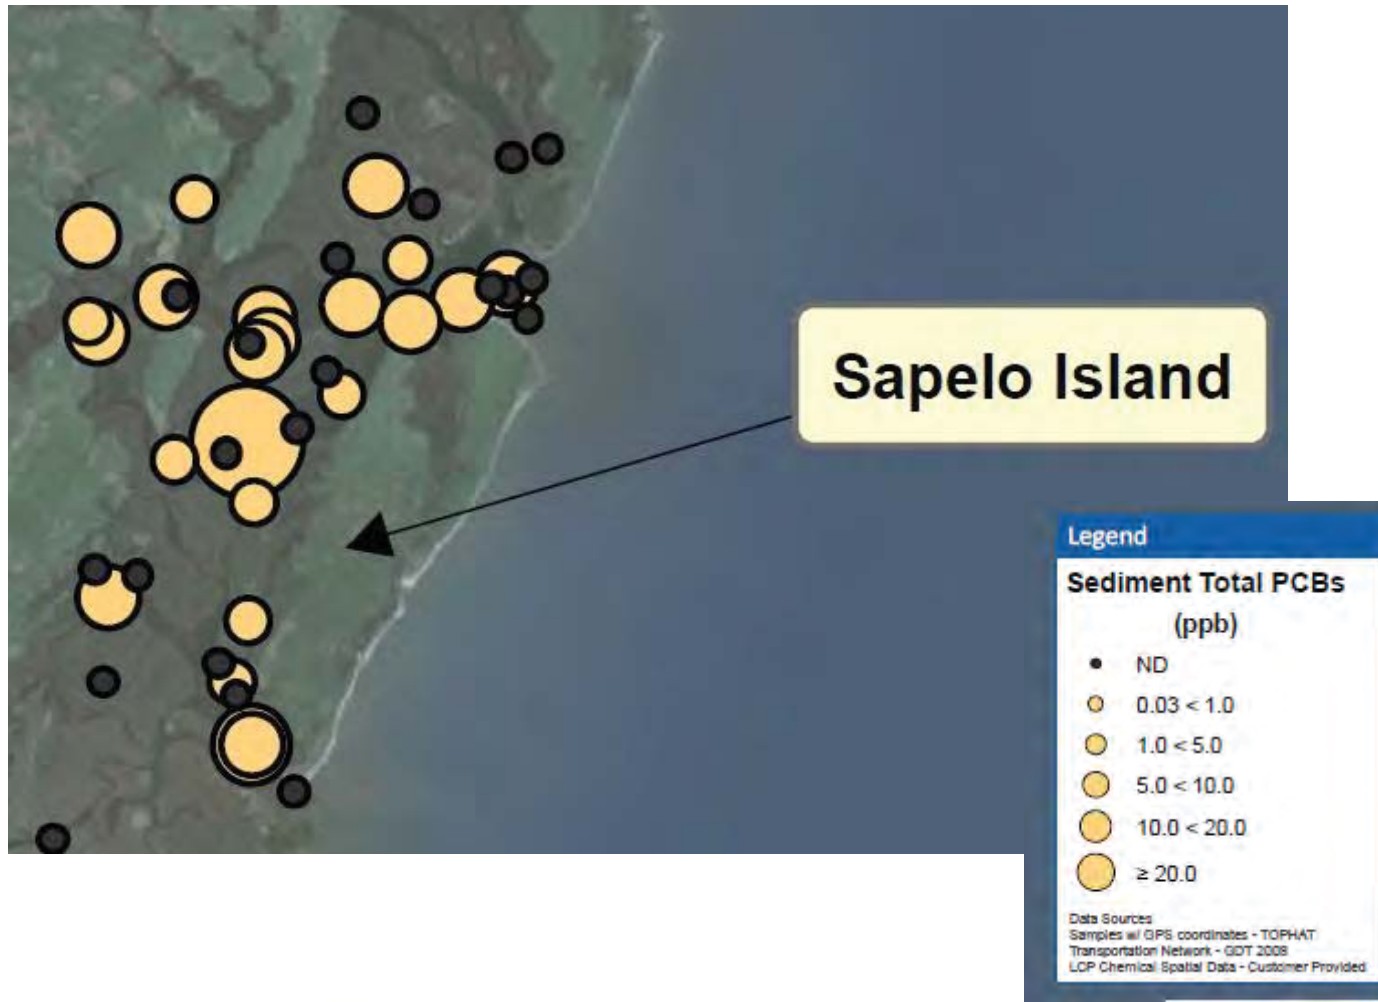 Sapelo Island
Legend
Sediment Total PCBs
(ppb)
ND
0.03 < 1.0
1.0 < 5.0
5.0 < 10.0
10.0 < 20.0
≥ 20.0
Data Sources
Samples w/ GPS coordinates - TOPHAT
Transportation Network - GDT 2008
LCP Chemical Spatial Data - Customer Provided